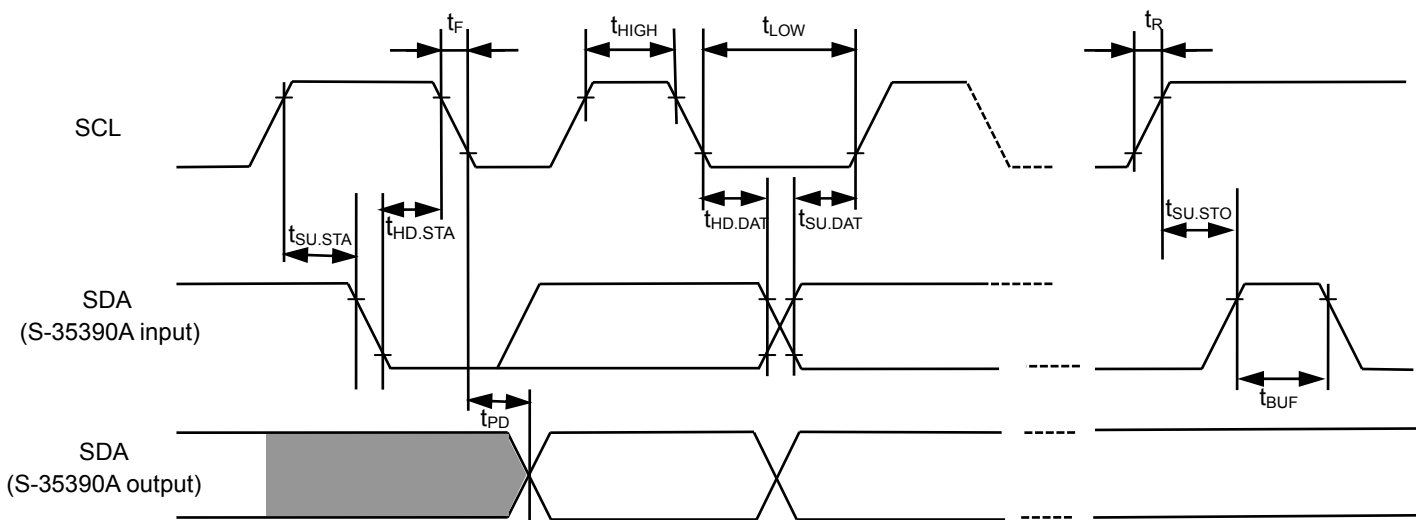 tF
tHIGH
tLOW
tR
SCL
tSU.STA
tHD.STA
tHD.DAT
tSU.DAT
tSU.STO
SDA
(S-35390A input)
tBUF
tPD
SDA
(S-35390A output)